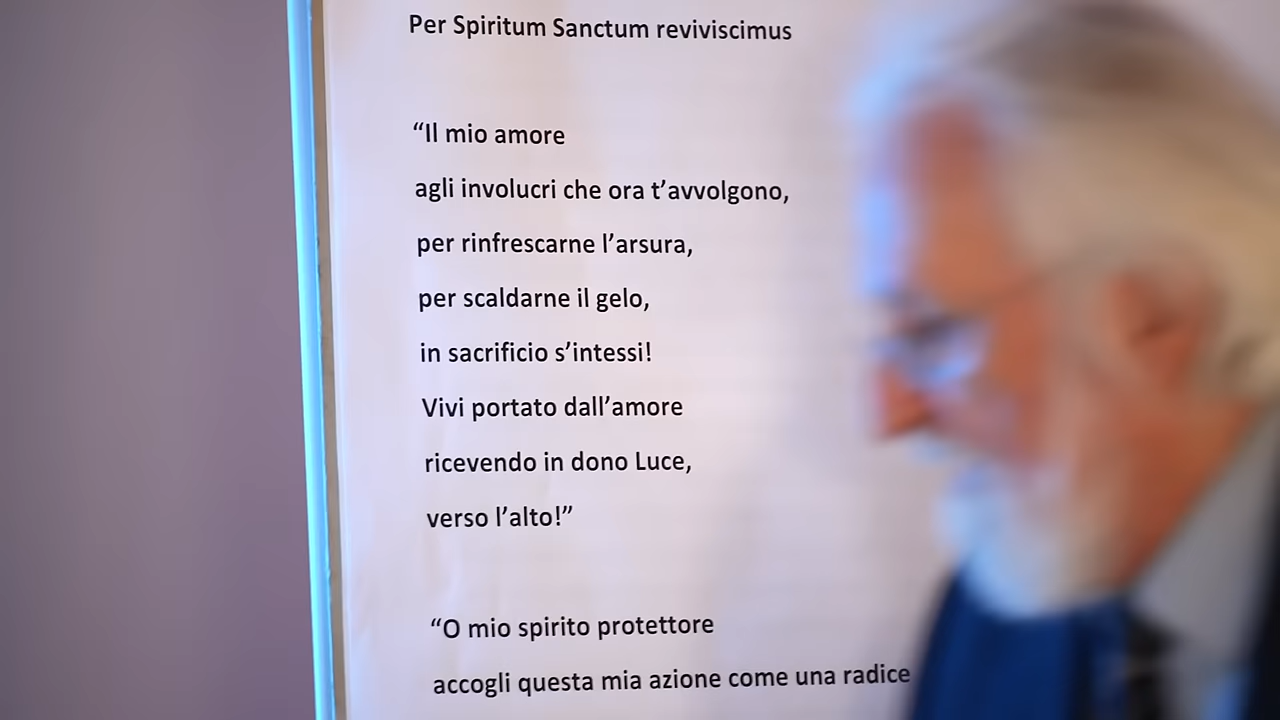 Per Spiritum Sanctum reviviscimus
“Il mio amore
agli involucri che ora t’avvolgono,
per rinfrescarne l’arsura,
per scaldarne il gelo,
in sacrificio s’intessi!
Vivi portato dall’amore
ricevendo in dono Luce,
verso l’alto!”
“O mio spirito protettore
accogli questa mia azione come una radice